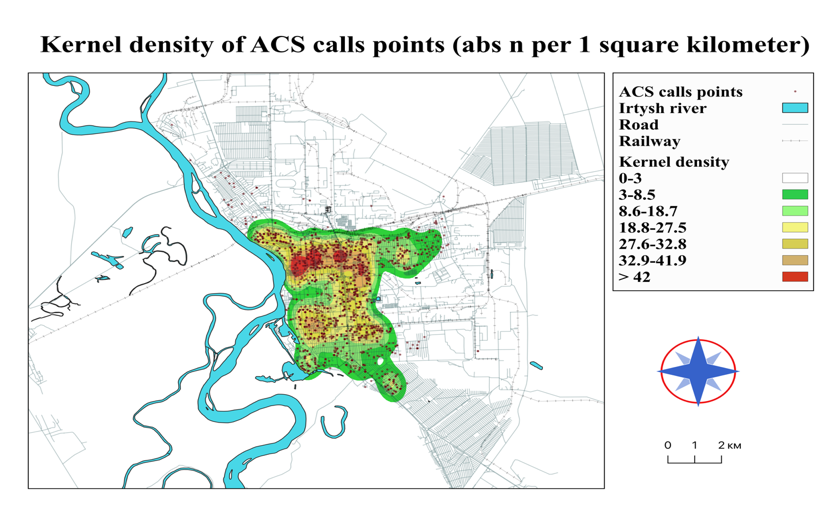 Kernel density of ACS calls points (abs n per 1 square kilometer)
ACS calls points
Irtysh river
Road
Railway
Kernel density
0-3
3-8.5
8.6-18.7
18.8-27.5
27.6-32.8
32.9-41.9
> 42
0 1 2 км